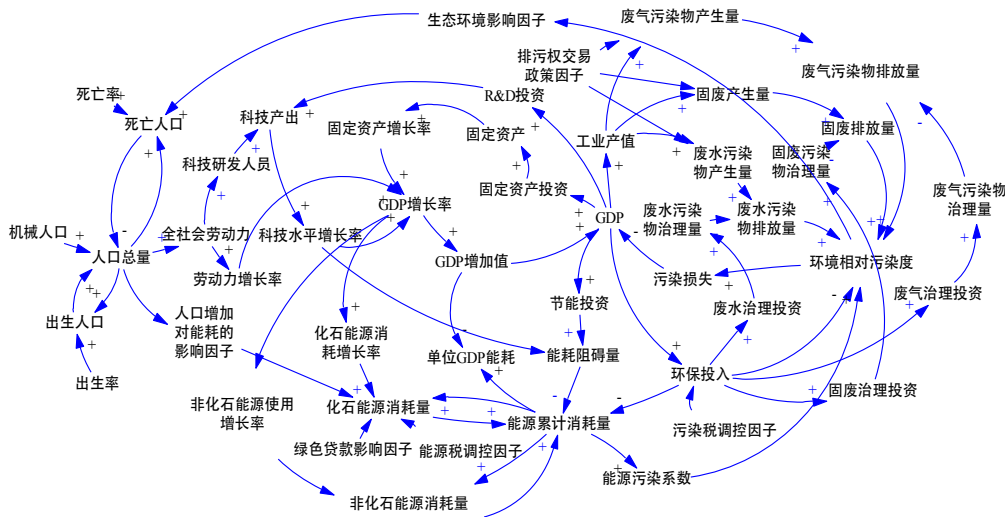 生态环境影响因子
废气污染物产生量
排污权交易
政策因子
废气污染物排放量
死亡率
R&D投资
固废产生量
死亡人口
科技产出
固定资产增长率
固定资产
工业产值
固废排放量
科技研发人员
废水污染
物产生量
固废污染
物治理量
固定资产投资
废气污染物
治理量
GDP增长率
GDP
废水污染
物治理量
废水污染
物排放量
机械人口
全社会劳动力
科技水平增长率
人口总量
GDP增加值
环境相对污染度
劳动力增长率
污染损失
废气治理投资
节能投资
废水治理投资
出生人口
人口增加
对能耗的
影响因子
化石能源消
耗增长率
单位GDP能耗
能耗阻碍量
环保投入
出生率
固废治理投资
非化石能源使用
增长率
化石能源消耗量
能源累计消耗量
污染税调控因子
绿色贷款影响因子
能源税调控因子
能源污染系数
非化石能源消耗量